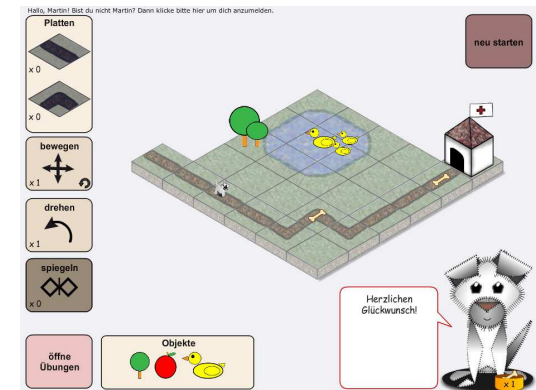 Hallo, Martin! Bist du nicht Martin? Dann klicke bitte hier um dich anzumelden.
Platten
x 0
x 0
neu starten
bewegen
x 1
drehen
x 1
spiegeln
x 0
Herzlichen
Glückwunsch!
öffne
Übungen
Objekte
x 1